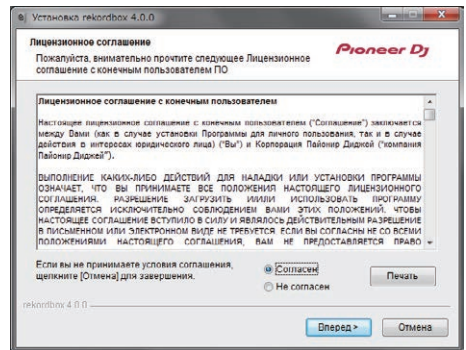 Установка rekordbox 4.0.0
Лицензионное соглашение
Пожалуйста, внимательно прочтите следующее Лицензионное
соглашение с конечным пользователем ПО
Pioneer Dj
Лицензионное соглашение с конечным пользователем
Настоящее лицензионное соглашение с конечным пользователем ("Соглашение") заключается
между Вами (как в случае установки Программы для личного пользования, так и в случае
действия в интересах юридического лица) ("Вы") и Корпорация Пайонир Диджей ("компания
Пайонир Диджей").
ВЫПОЛНЕНИЕ КАКИХ-ЛИБО ДЕЙСТВИЙ ДЛЯ НАЛАДКИ ИЛИ УСТАНОВКИ ПРОГРАММЫ
ОЗНАЧАЕТ, ЧТО ВЫ ПРИНИМАЕТЕ ВСЕ ПОЛОЖЕНИЯ НАСТОЯЩЕГО ЛИЦЕНЗИОННОГО
СОГЛАШЕНИЯ. РАЗРЕШЕНИЕ ЗАГРУЗИТЬ И/ИЛИ ИСПОЛЬЗОВАТЬ ПРОГРАММУ
ОПРЕДЕЛЯЕТСЯ ИСКЛЮЧИТЕЛЬНО СОБЛЮДЕНИЕМ ВАМИ ЭТИХ ПОЛОЖЕНИЙ. ЧТОБЫ
НАСТОЯЩЕЕ СОГЛАШЕНИЕ ВСТУПИЛО В СИЛУ И ЯВЛЯЛОСЬ ДЕЙСТВИТЕЛЬНЫМ РАЗРЕШЕНИЕ
В ПИСЬМЕННОМ ИЛИ ЭЛЕКТРОННОМ ВИДЕ НЕ ТРЕБУЕТСЯ. ЕСЛИ ВЫ СОГЛАСНЫ НЕ СО ВСЕМИ
ПОЛОЖЕНИЯМИ НАСТОЯЩЕГО СОГЛАШЕНИЯ, ВАМ НЕ ПРЕДОСТАВЛЯЕТСЯ ПРАВО
Если вы не принимаете условия соглашения,
щелкните [Отмена] для завершения.
Согласен
Не согласен
Печать
rekordbox 4.0.0
Вперед >
Отмена